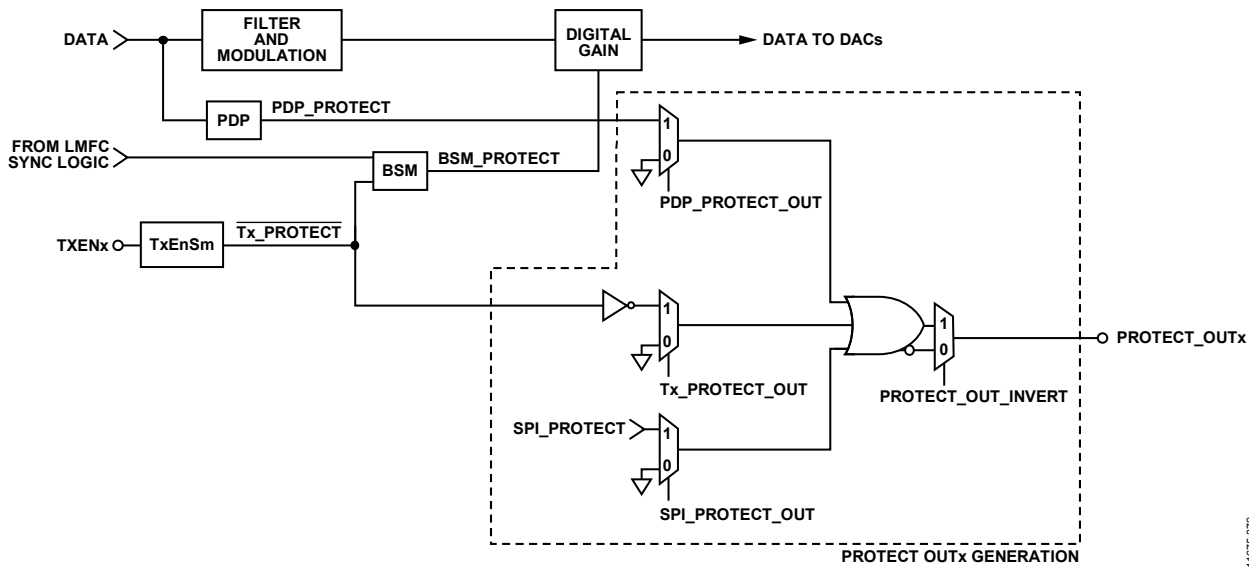 DATA
FILTER
AND
MODULATION
DIGITAL
GAIN
DATA TO DACs
PDP
PDP_PROTECT
1
0
PDP_PROTECT_OUT
FROM LMFC
SYNC LOGIC
BSM
BSM_PROTECT
TXENx
TxEnSm
Tx_PROTECT
1
0
Tx_PROTECT_OUT
1
0
PROTECT_OUTx
PROTECT_OUT_INVERT
SPI_PROTECT
1
0
SPI_PROTECT_OUT
PROTECT OUTx GENERATION